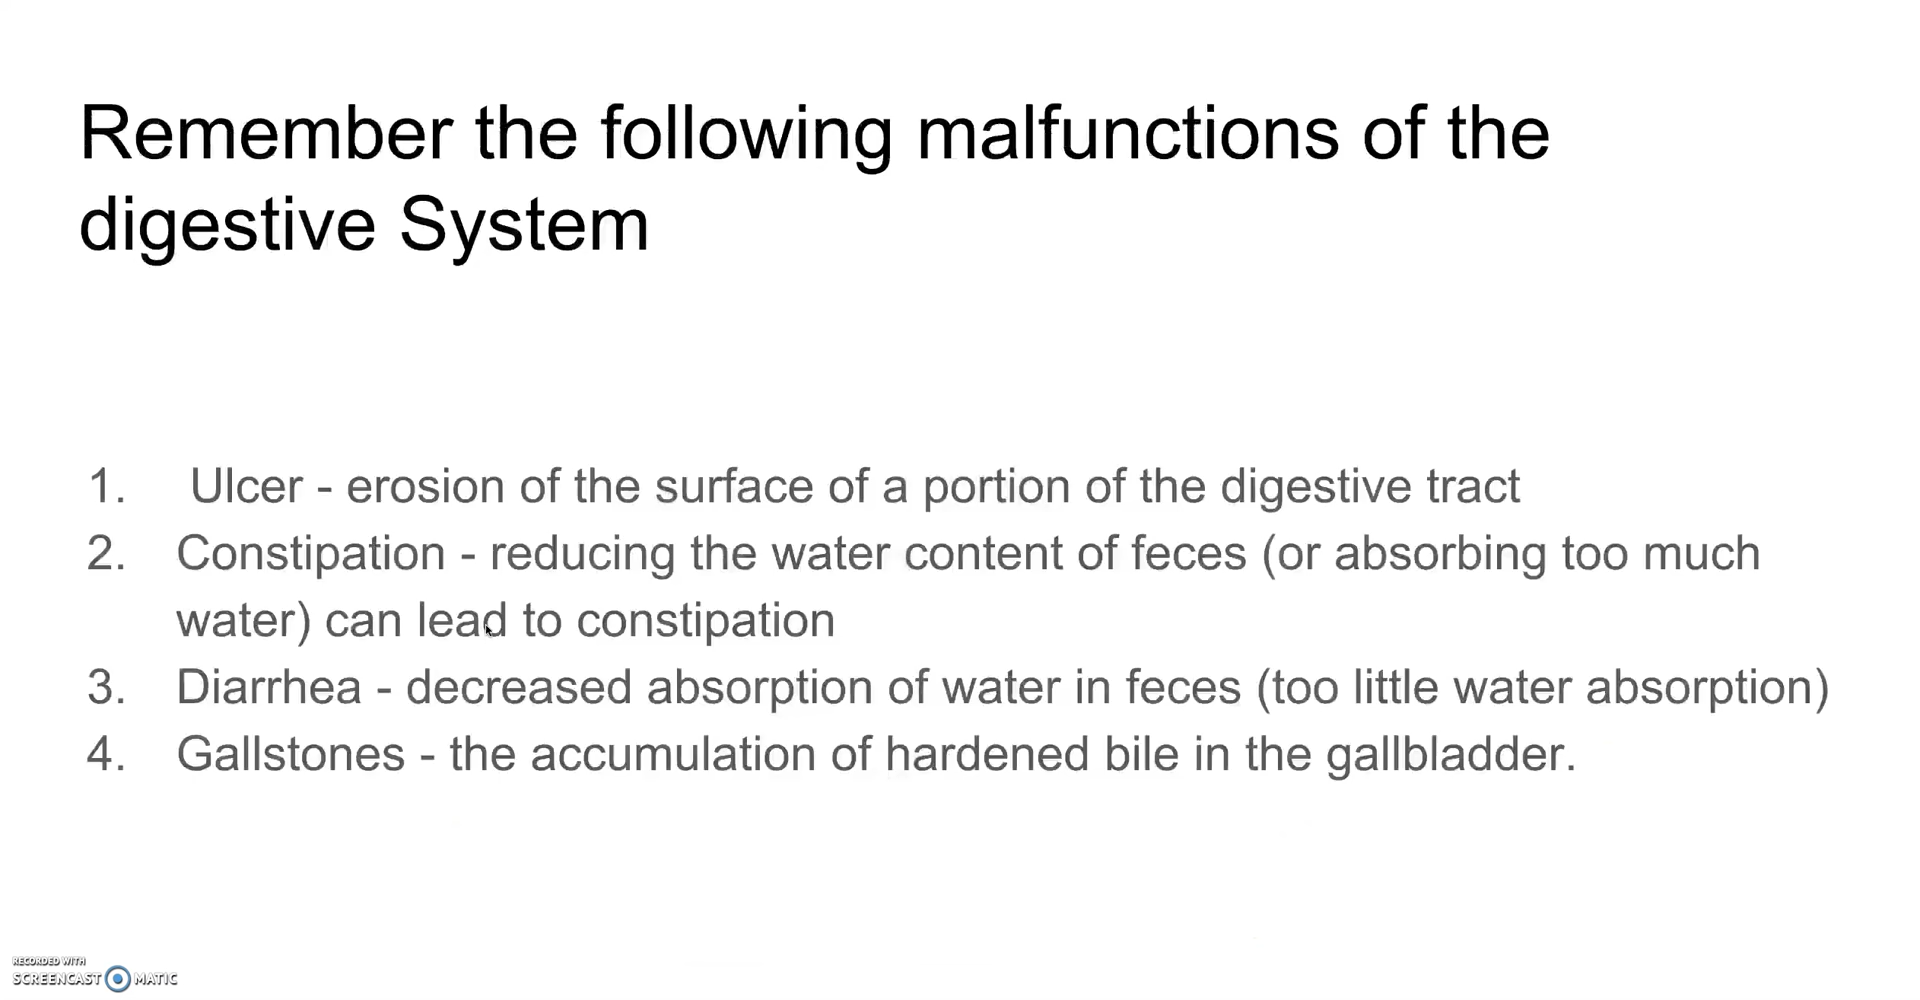 Remember the following malfunctions of the
digestive System
1. Ulcer - erosion of the surface of a portion of the digestive tract
2. Constipation - reducing the water content of feces (or absorbing too much
water) can lead to constipation
3. Diarrhea - decreased absorption of water in feces (too little water absorption)
4. Gallstones - the accumulation of hardened bile in the gallbladder.
RECORDED WITH
SCREENCAST MATIC